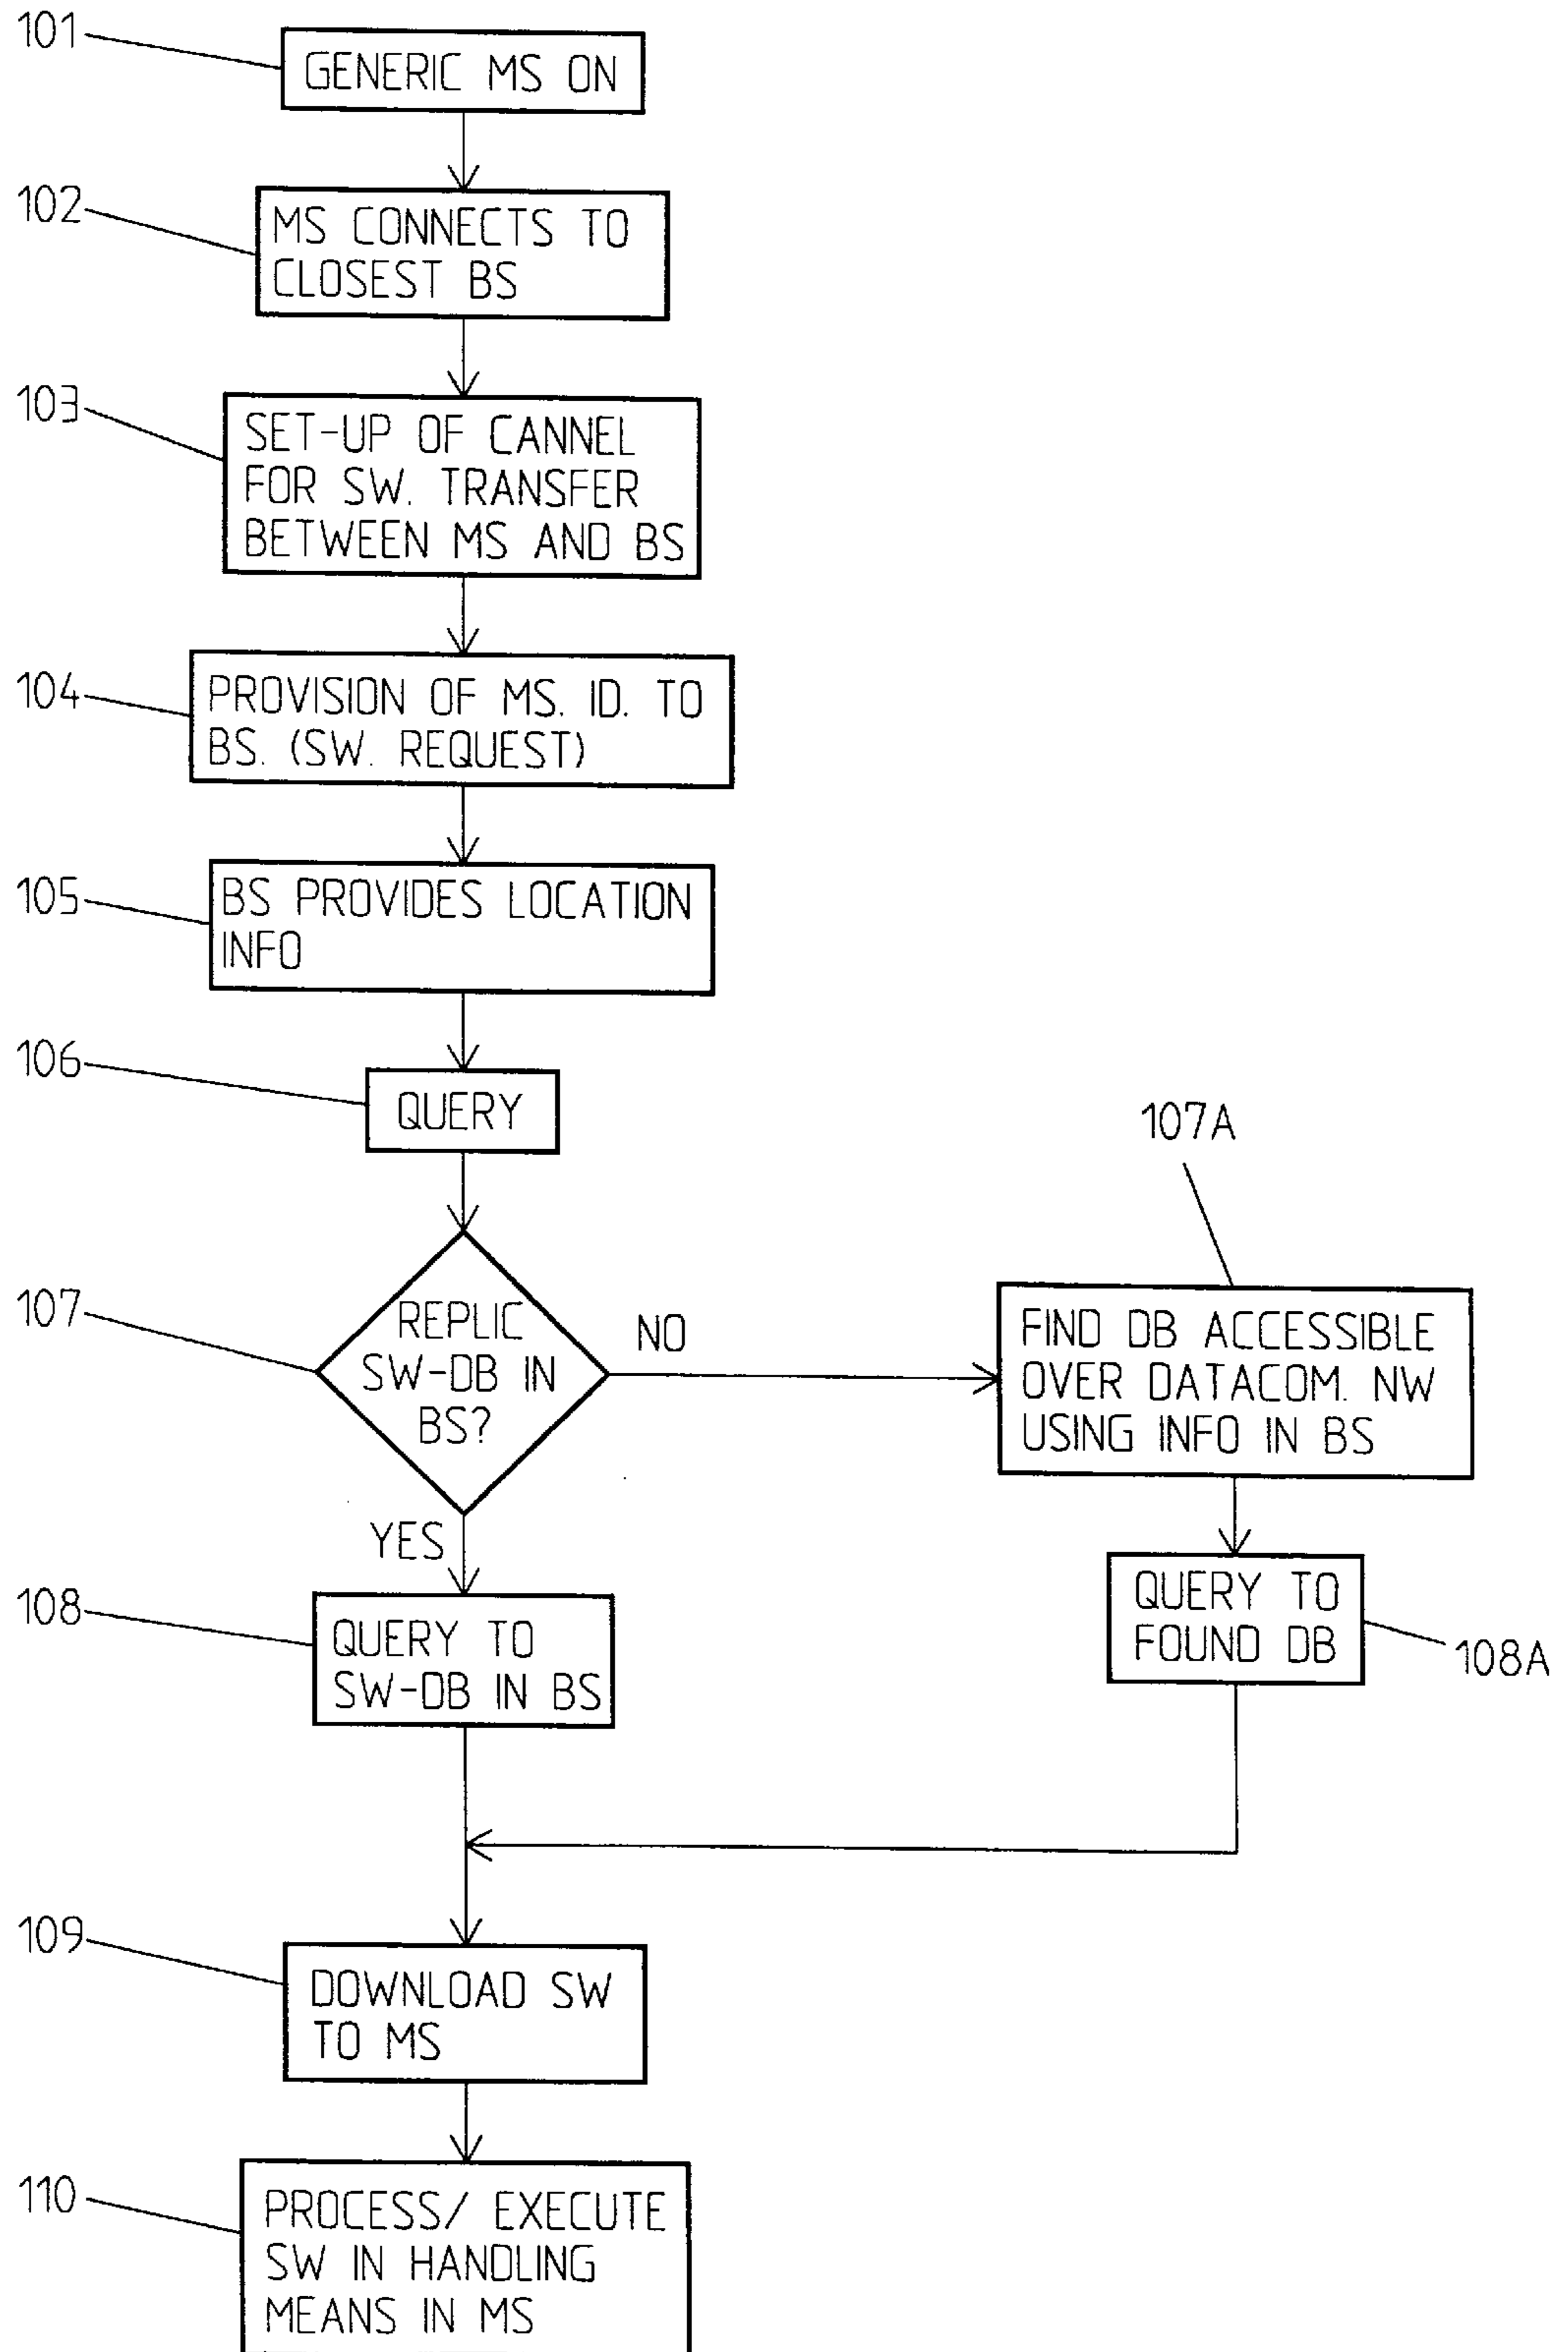 101
GENERIC MS ON
102
MS CONNECTS TO
CLOSEST BS
103
SET-UP OF CANNEL
FOR SW. TRANSFER
BETWEEN MS AND BS
104
PROVISION OF MS. ID. TO
BS. (SW. REQUEST)
105
BS PROVIDES LOCATION
INFO
106
QUERY
107
REPLIC
SW-DB IN
BS?
NO
YES
107A
FIND DB ACCESSIBLE
OVER DATACOM. NW
USING INFO IN BS
108
QUERY TO
SW-DB IN BS
QUERY TO
FOUND DB
108A
109
DOWNLOAD SW
TO MS
110
PROCESS/ EXECUTE
SW IN HANDLING
MEANS IN MS